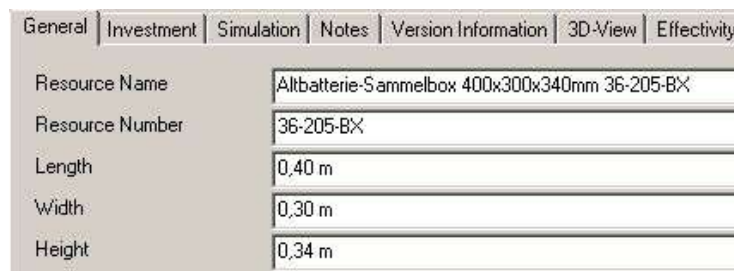 General Investment Simulation Notes Version Information 3D-View Effectivity
Resource Name Altbatterie-Sammelbox 400x300x340mm 36-205-BX
Resource Number 36-205-BX
Length 0,40 m
Width 0,30 m
Height 0,34 m